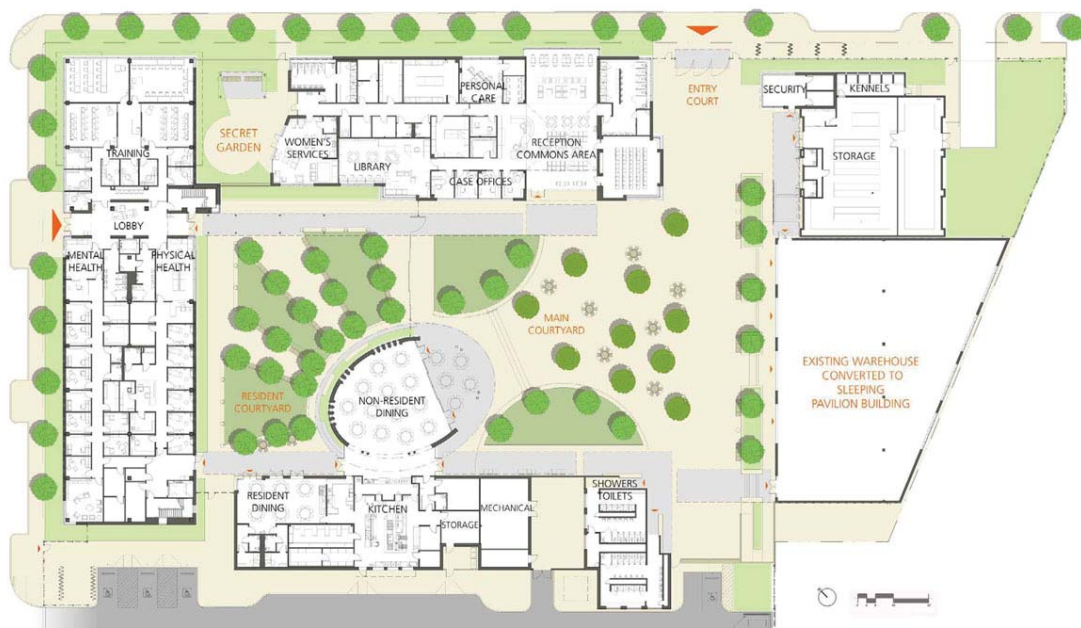 ENTRY
COURT
SECURITY
KENNELS
PERSONAL
CARE
SECRET
GARDEN
WOMEN'S
SERVICES
LIBRARY
RECEPTION
COMMONS AREA
CASE OFFICES
STORAGE
TRAINING
LOBBY
MENTAL
HEALTH
PHYSICAL
HEALTH
MAIN
COURTYARD
EXISTING WAREHOUSE
CONVERTED TO
SLEEPING
PAVILION BUILDING
RESIDENT
COURTYARD
NON-RESIDENT
DINING
RESIDENT
DINING
KITCHEN
STORAGE
MECHANICAL
SHOWERS
TOILETS